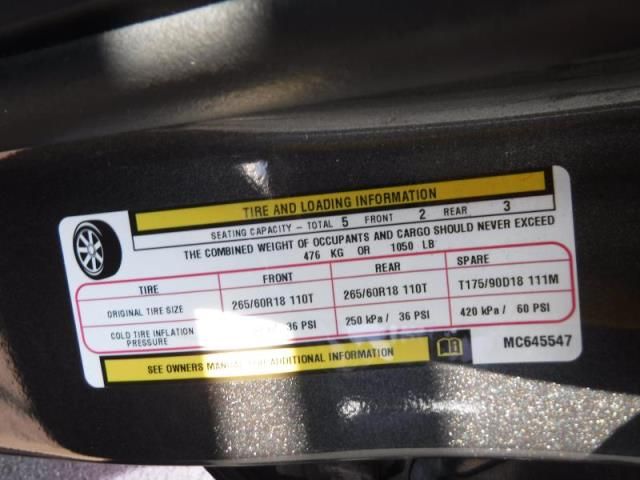 TIRE AND LOADING INFORMATION
SEATING CAPACITY – TOTAL 5 FRONT 2 REAR 3
THE COMBINED WEIGHT OF OCCUPANTS AND CARGO SHOULD NEVER EXCEED
476 KG OR 1050 LB
TIRE FRONT REAR SPARE
ORIGINAL TIRE SIZE 265/60R18 110T 265/60R18 110T T175/90D18 111M
COLD TIRE INFLATION PRESSURE / 36 PSI 250 kPa / 36 PSI 420 kPa / 60 PSI
SEE OWNERS MANUAL FOR ADDITIONAL INFORMATION MC645547